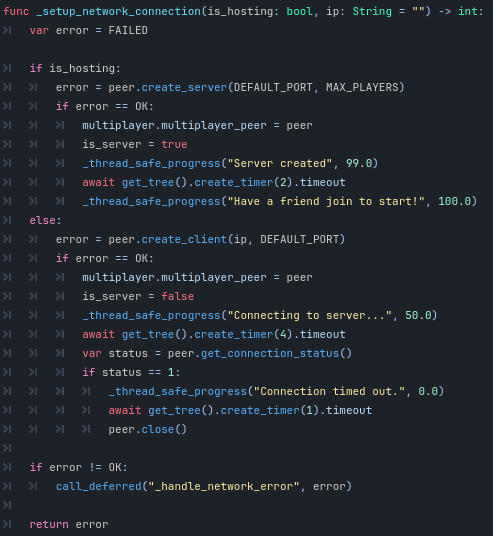 func _setup_network_connection(is_hosting: bool, ip: String = "") -> int:
var error = FAILED
if is_hosting:
error = peer.create_server(DEFAULT_PORT, MAX_PLAYERS)
if error == OK:
multiplayer.multiplayer_peer = peer
is_server = true
_thread_safe_progress("Server created", 99.0)
await get_tree().create_timer(2).timeout
_thread_safe_progress("Have a friend join to start!", 100.0)
else:
error = peer.create_client(ip, DEFAULT_PORT)
if error == OK:
multiplayer.multiplayer_peer = peer
is_server = false
_thread_safe_progress("Connecting to server...", 50.0)
await get_tree().create_timer(4).timeout
var status = peer.get_connection_status()
if status == 1:
_thread_safe_progress("Connection timed out.", 0.0)
await get_tree().create_timer(1).timeout
peer.close()
if error != OK:
call_deferred("_handle_network_error", error)
return error